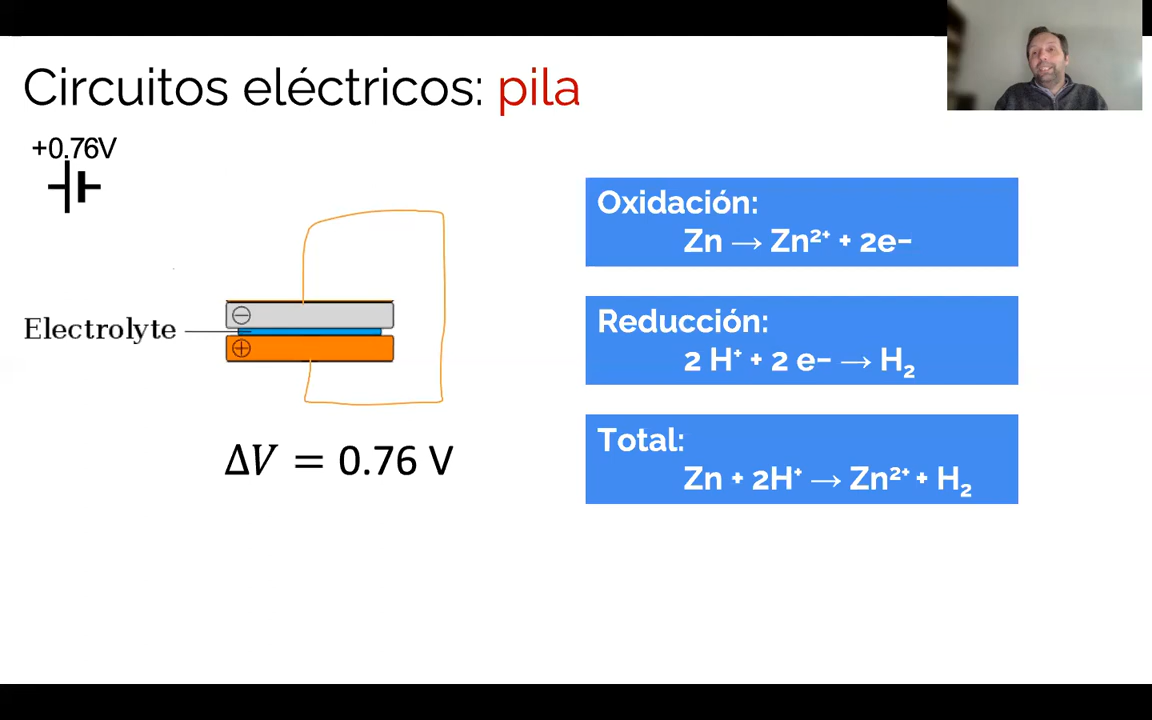 Circuitos eléctricos: pila
+0.76V
Electrolyte
⊖
⊕
ΔV = 0.76 V
Oxidación:
Zn → Zn²⁺ + 2e−
Reducción:
2 H⁺ + 2 e− → H₂
Total:
Zn + 2H⁺ → Zn²⁺ + H₂